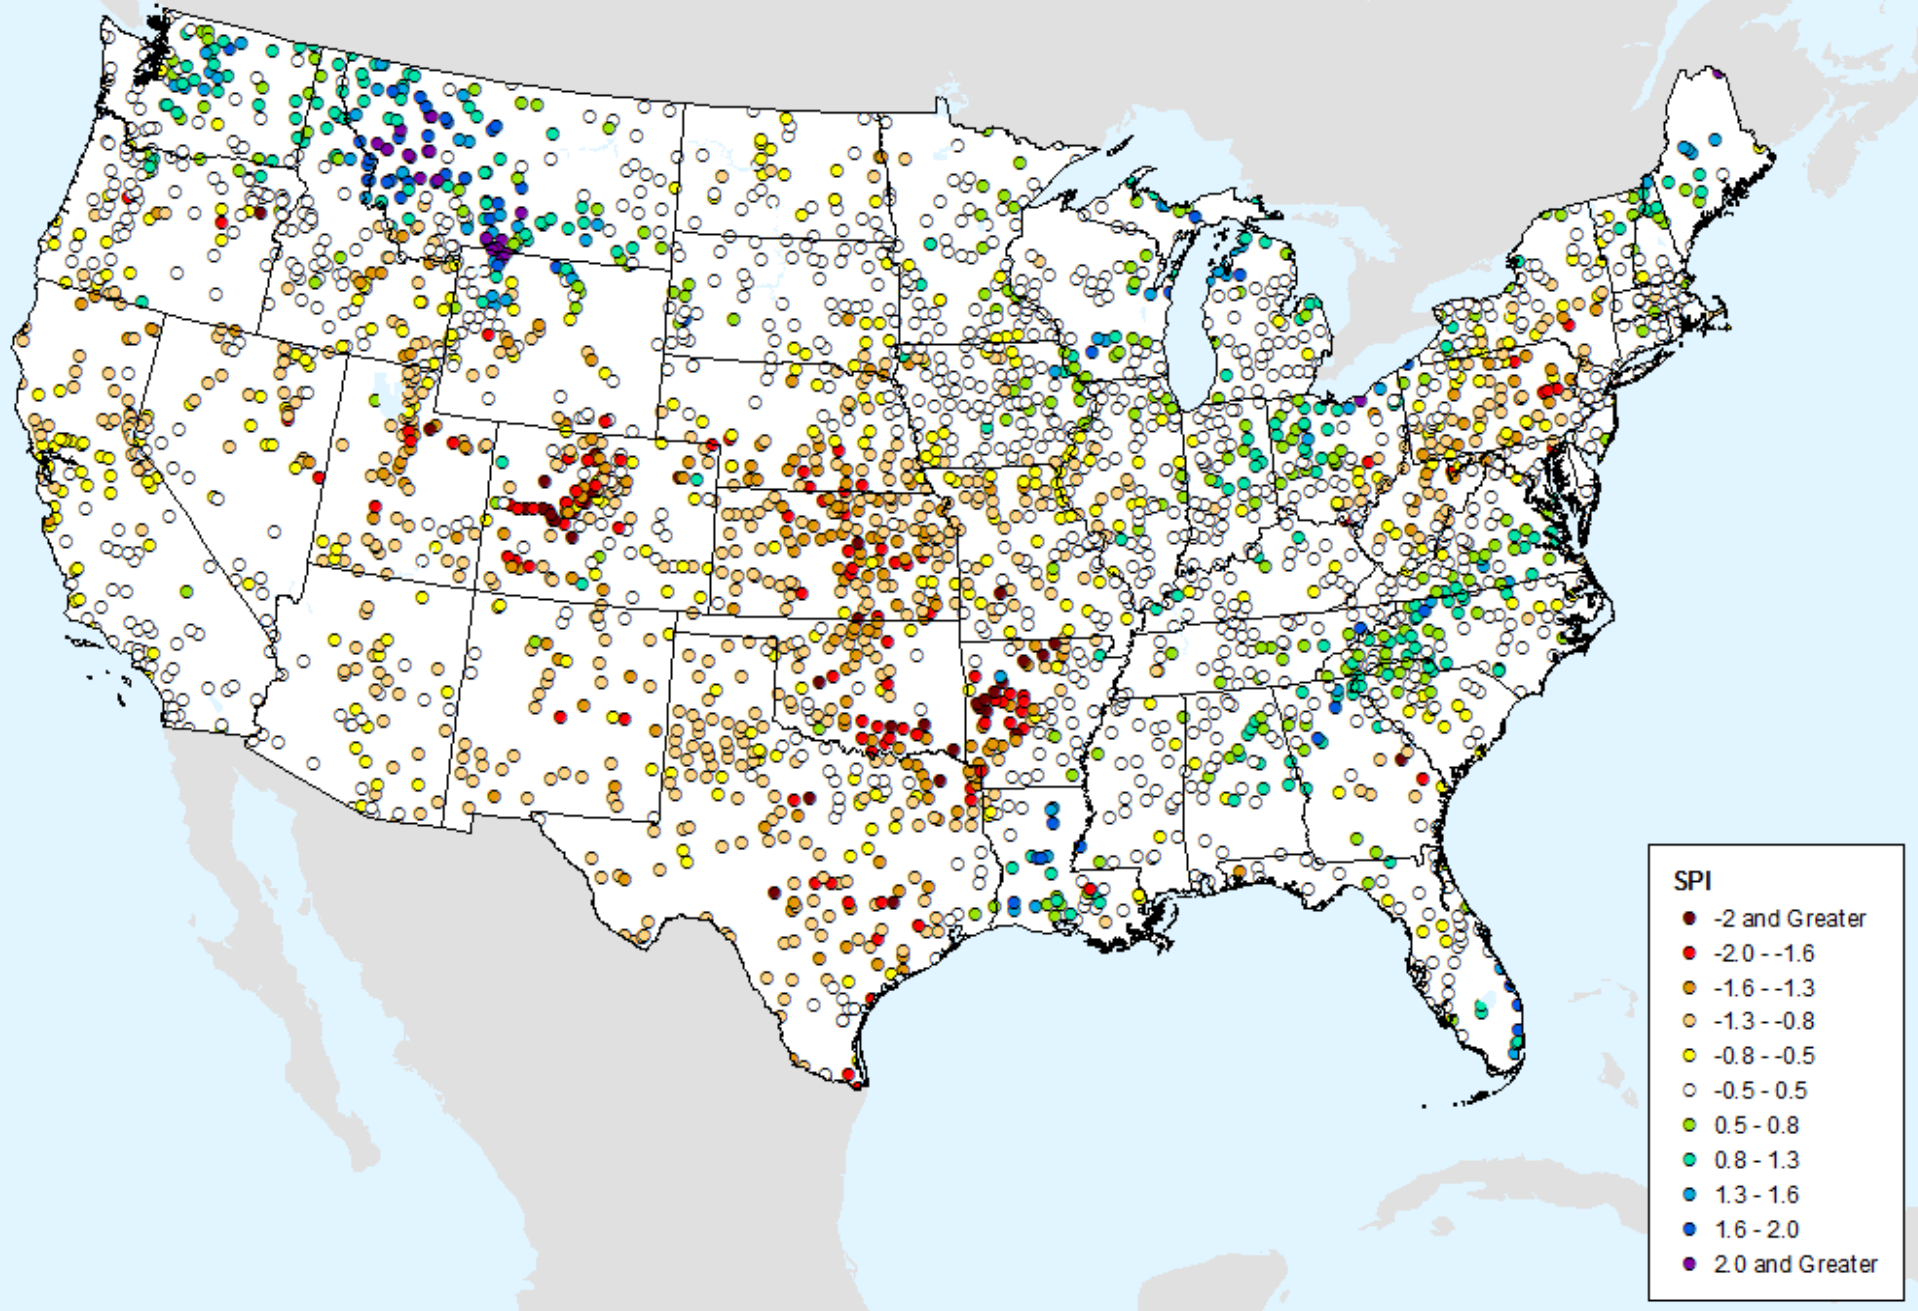 SPI
-2 and Greater
-2.0 - -1.6
-1.6 - -1.3
-1.3 - -0.8
-0.8 - -0.5
-0.5 - 0.5
0.5 - 0.8
0.8 - 1.3
1.3 - 1.6
1.6 - 2.0
2.0 and Greater